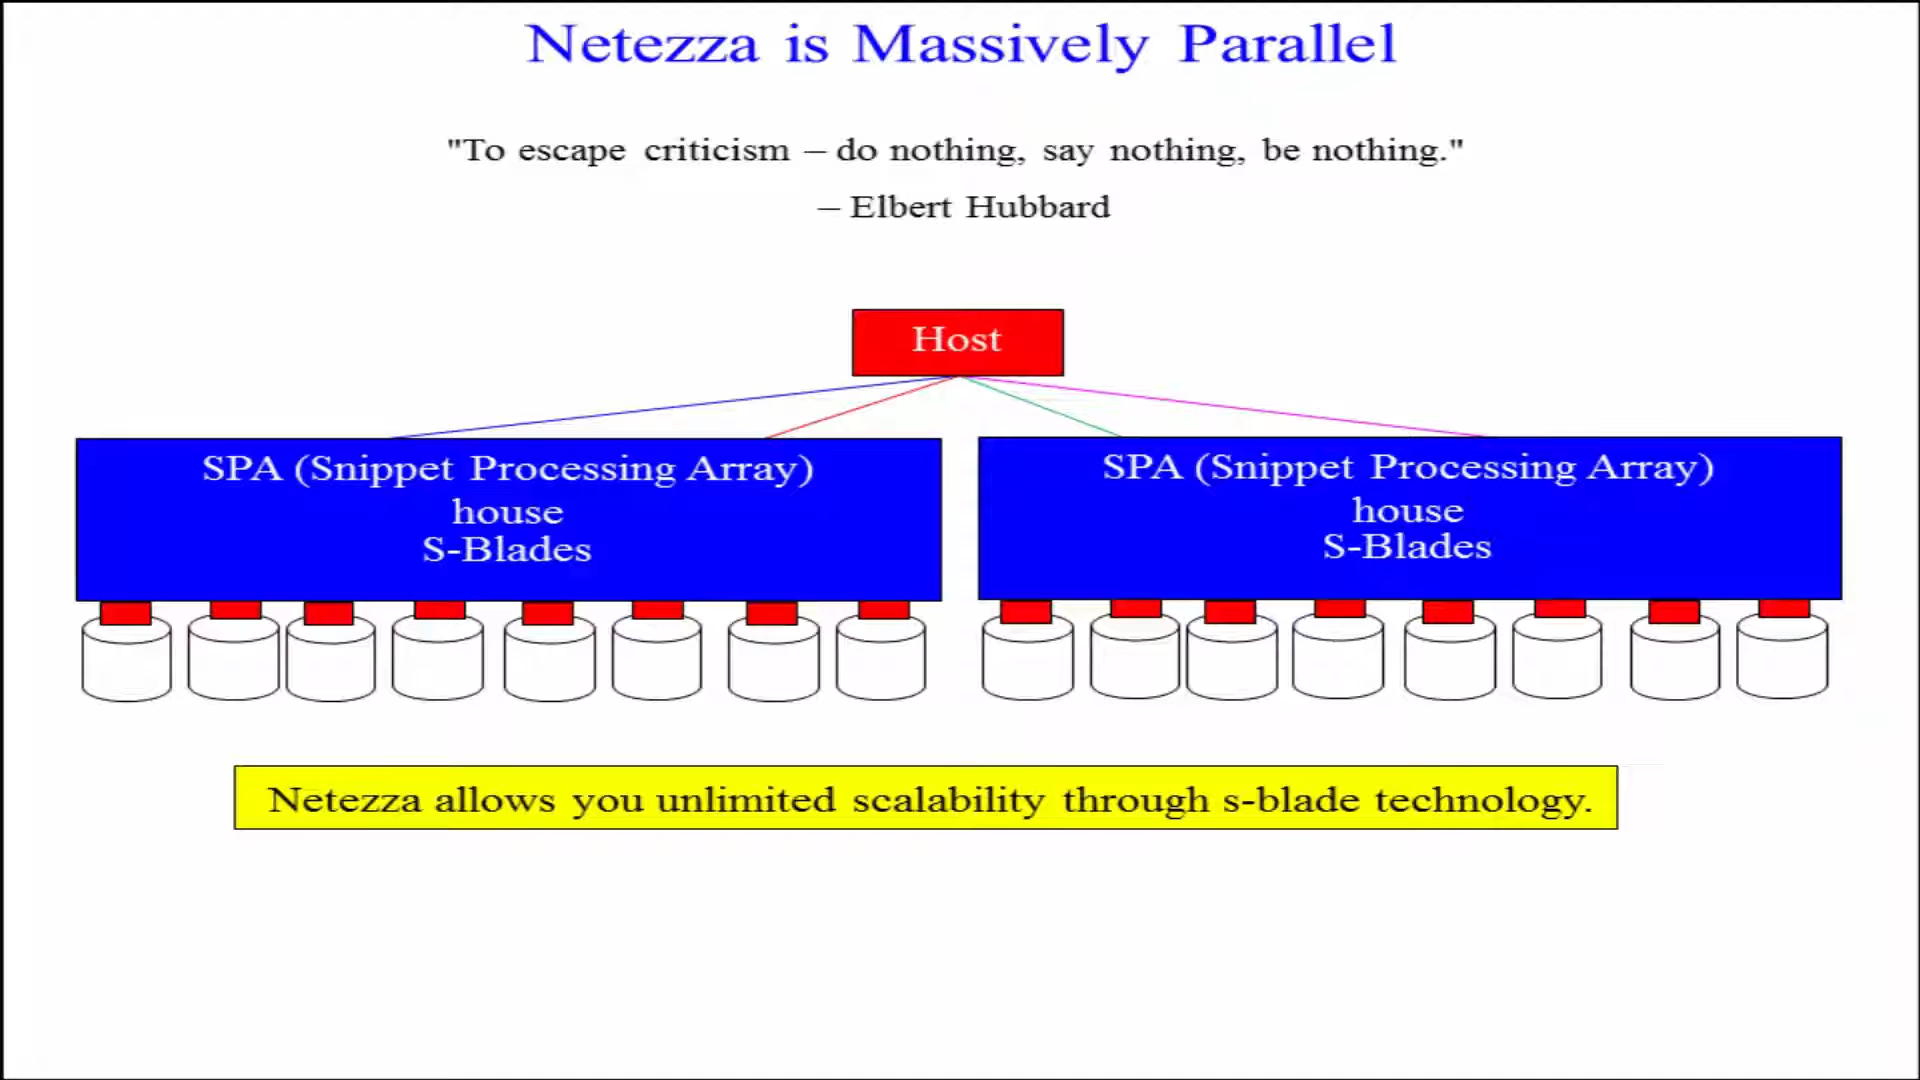 Netezza is Massively Parallel
"To escape criticism – do nothing, say nothing, be nothing."
– Elbert Hubbard
Host
SPA (Snippet Processing Array)
house
S-Blades
SPA (Snippet Processing Array)
house
S-Blades
Netezza allows you unlimited scalability through s-blade technology.